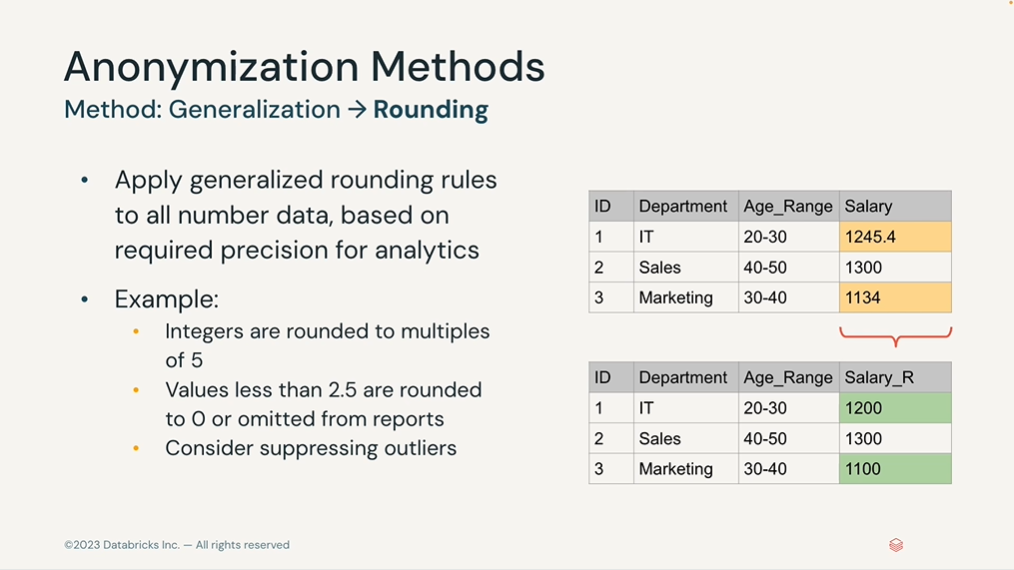 Anonymization Methods
Method: Generalization → Rounding
• Apply generalized rounding rules
to all number data, based on
required precision for analytics
• Example:
• Integers are rounded to multiples
of 5
• Values less than 2.5 are rounded
to 0 or omitted from reports
• Consider suppressing outliers
ID Department Age_Range Salary
1 IT 20-30 1245.4
2 Sales 40-50 1300
3 Marketing 30-40 1134
ID Department Age_Range Salary_R
1 IT 20-30 1200
2 Sales 40-50 1300
3 Marketing 30-40 1100
©2023 Databricks Inc. — All rights reserved